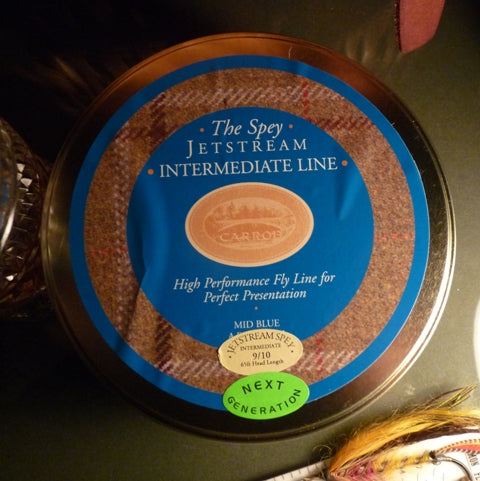 · The Spey ·
JETSTREAM
· INTERMEDIATE LINE ·
CARRON
High Performance Fly Line for
Perfect Presentation
MID BLUE
JETSTREAM SPEY
INTERMEDIATE
9/10
65ft Head Length
NEXT
GENERATION